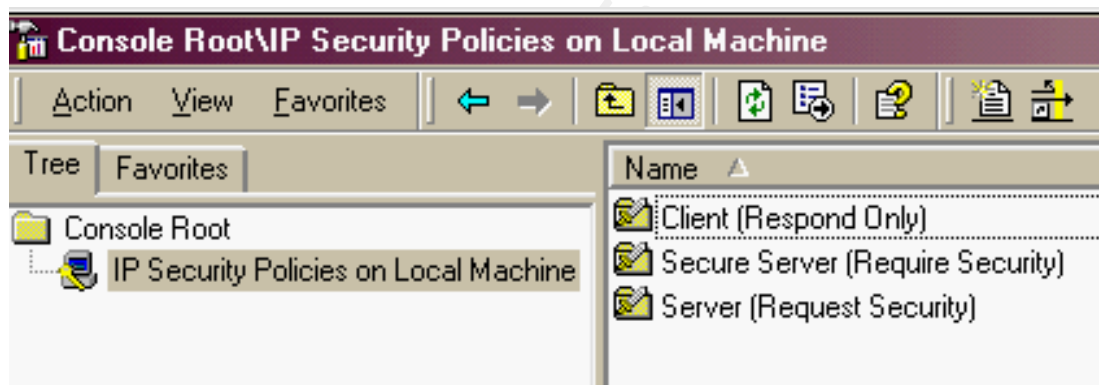 Console Root\IP Security Policies on Local Machine
Action View Favorites
Tree Favorites
Name
Console Root
Client (Respond Only)
IP Security Policies on Local Machine
Secure Server (Require Security)
Server (Request Security)